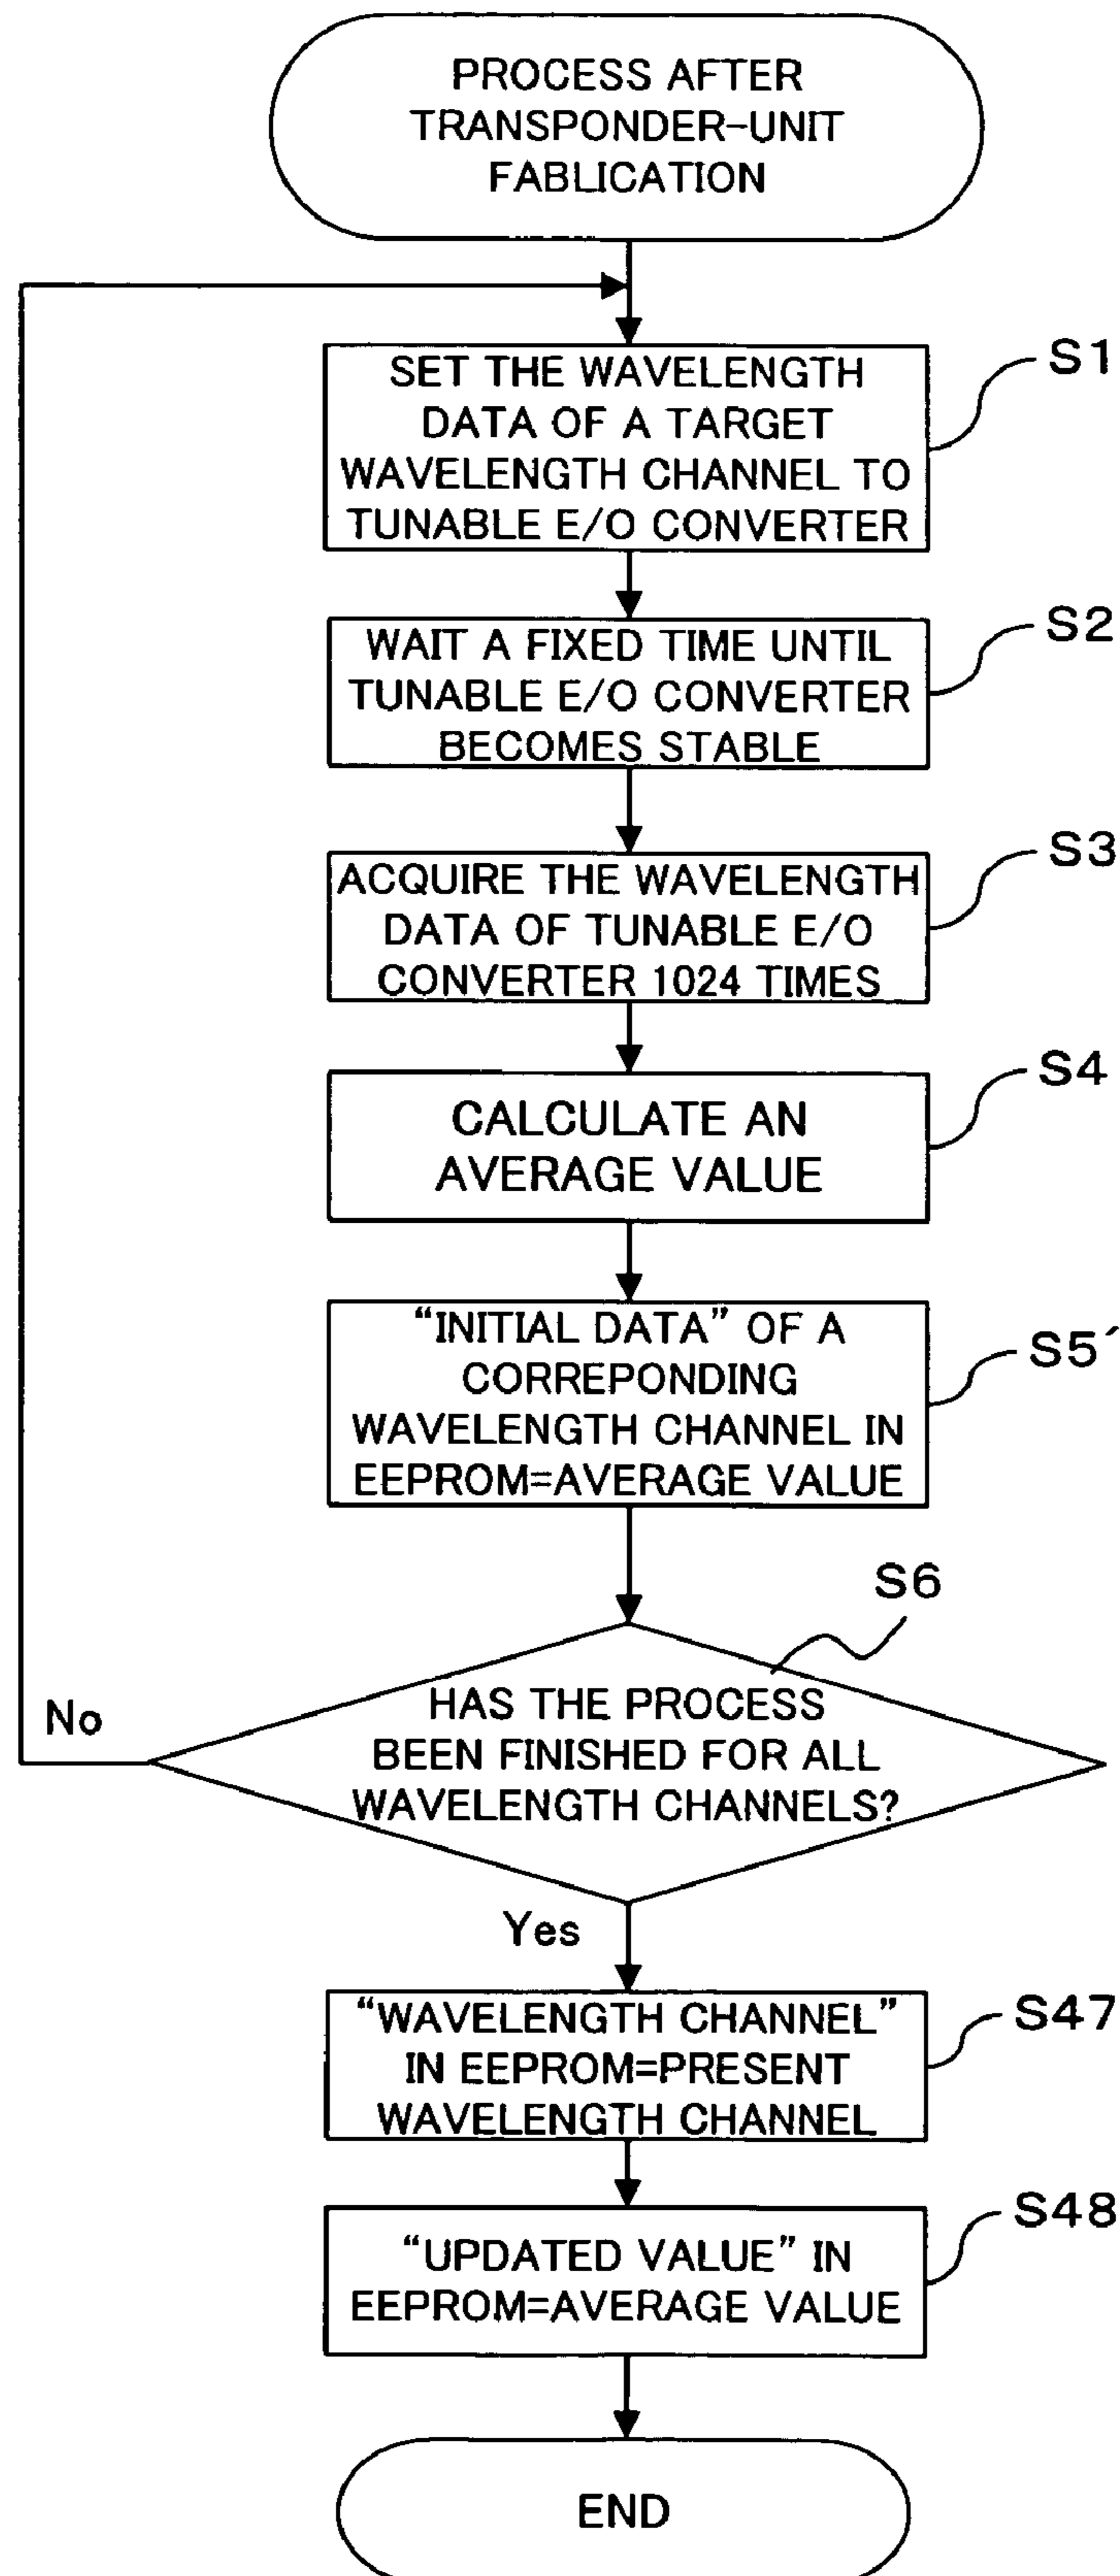 PROCESS AFTER
TRANSPONDER-UNIT
FABLICATION
SET THE WAVELENGTH
DATA OF A TARGET
WAVELENGTH CHANNEL TO
TUNABLE E/O CONVERTER
S1
WAIT A FIXED TIME UNTIL
TUNABLE E/O CONVERTER
BECOMES STABLE
S2
ACQUIRE THE WAVELENGTH
DATA OF TUNABLE E/O
CONVERTER 1024 TIMES
S3
CALCULATE AN
AVERAGE VALUE
S4
“INITIAL DATA” OF A
CORREPONDING
WAVELENGTH CHANNEL IN
EEPROM=AVERAGE VALUE
S5´
S6
HAS THE PROCESS
BEEN FINISHED FOR ALL
WAVELENGTH CHANNELS?
No
Yes
“WAVELENGTH CHANNEL”
IN EEPROM=PRESENT
WAVELENGTH CHANNEL
S47
“UPDATED VALUE” IN
EEPROM=AVERAGE VALUE
S48
END